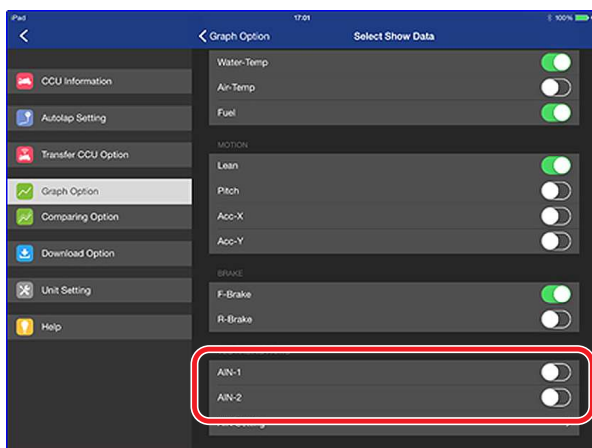 iPad 17:01 100%
Graph Option Select Show Data
CCU Information
Autolap Setting
Transfer CCU Option
Graph Option
Comparing Option
Download Option
Unit Setting
Help
Water-Temp
Air-Temp
Fuel
MOTION
Lean
Pitch
Acc-X
Acc-Y
BRAKE
F-Brake
R-Brake
AIN-1
AIN-2